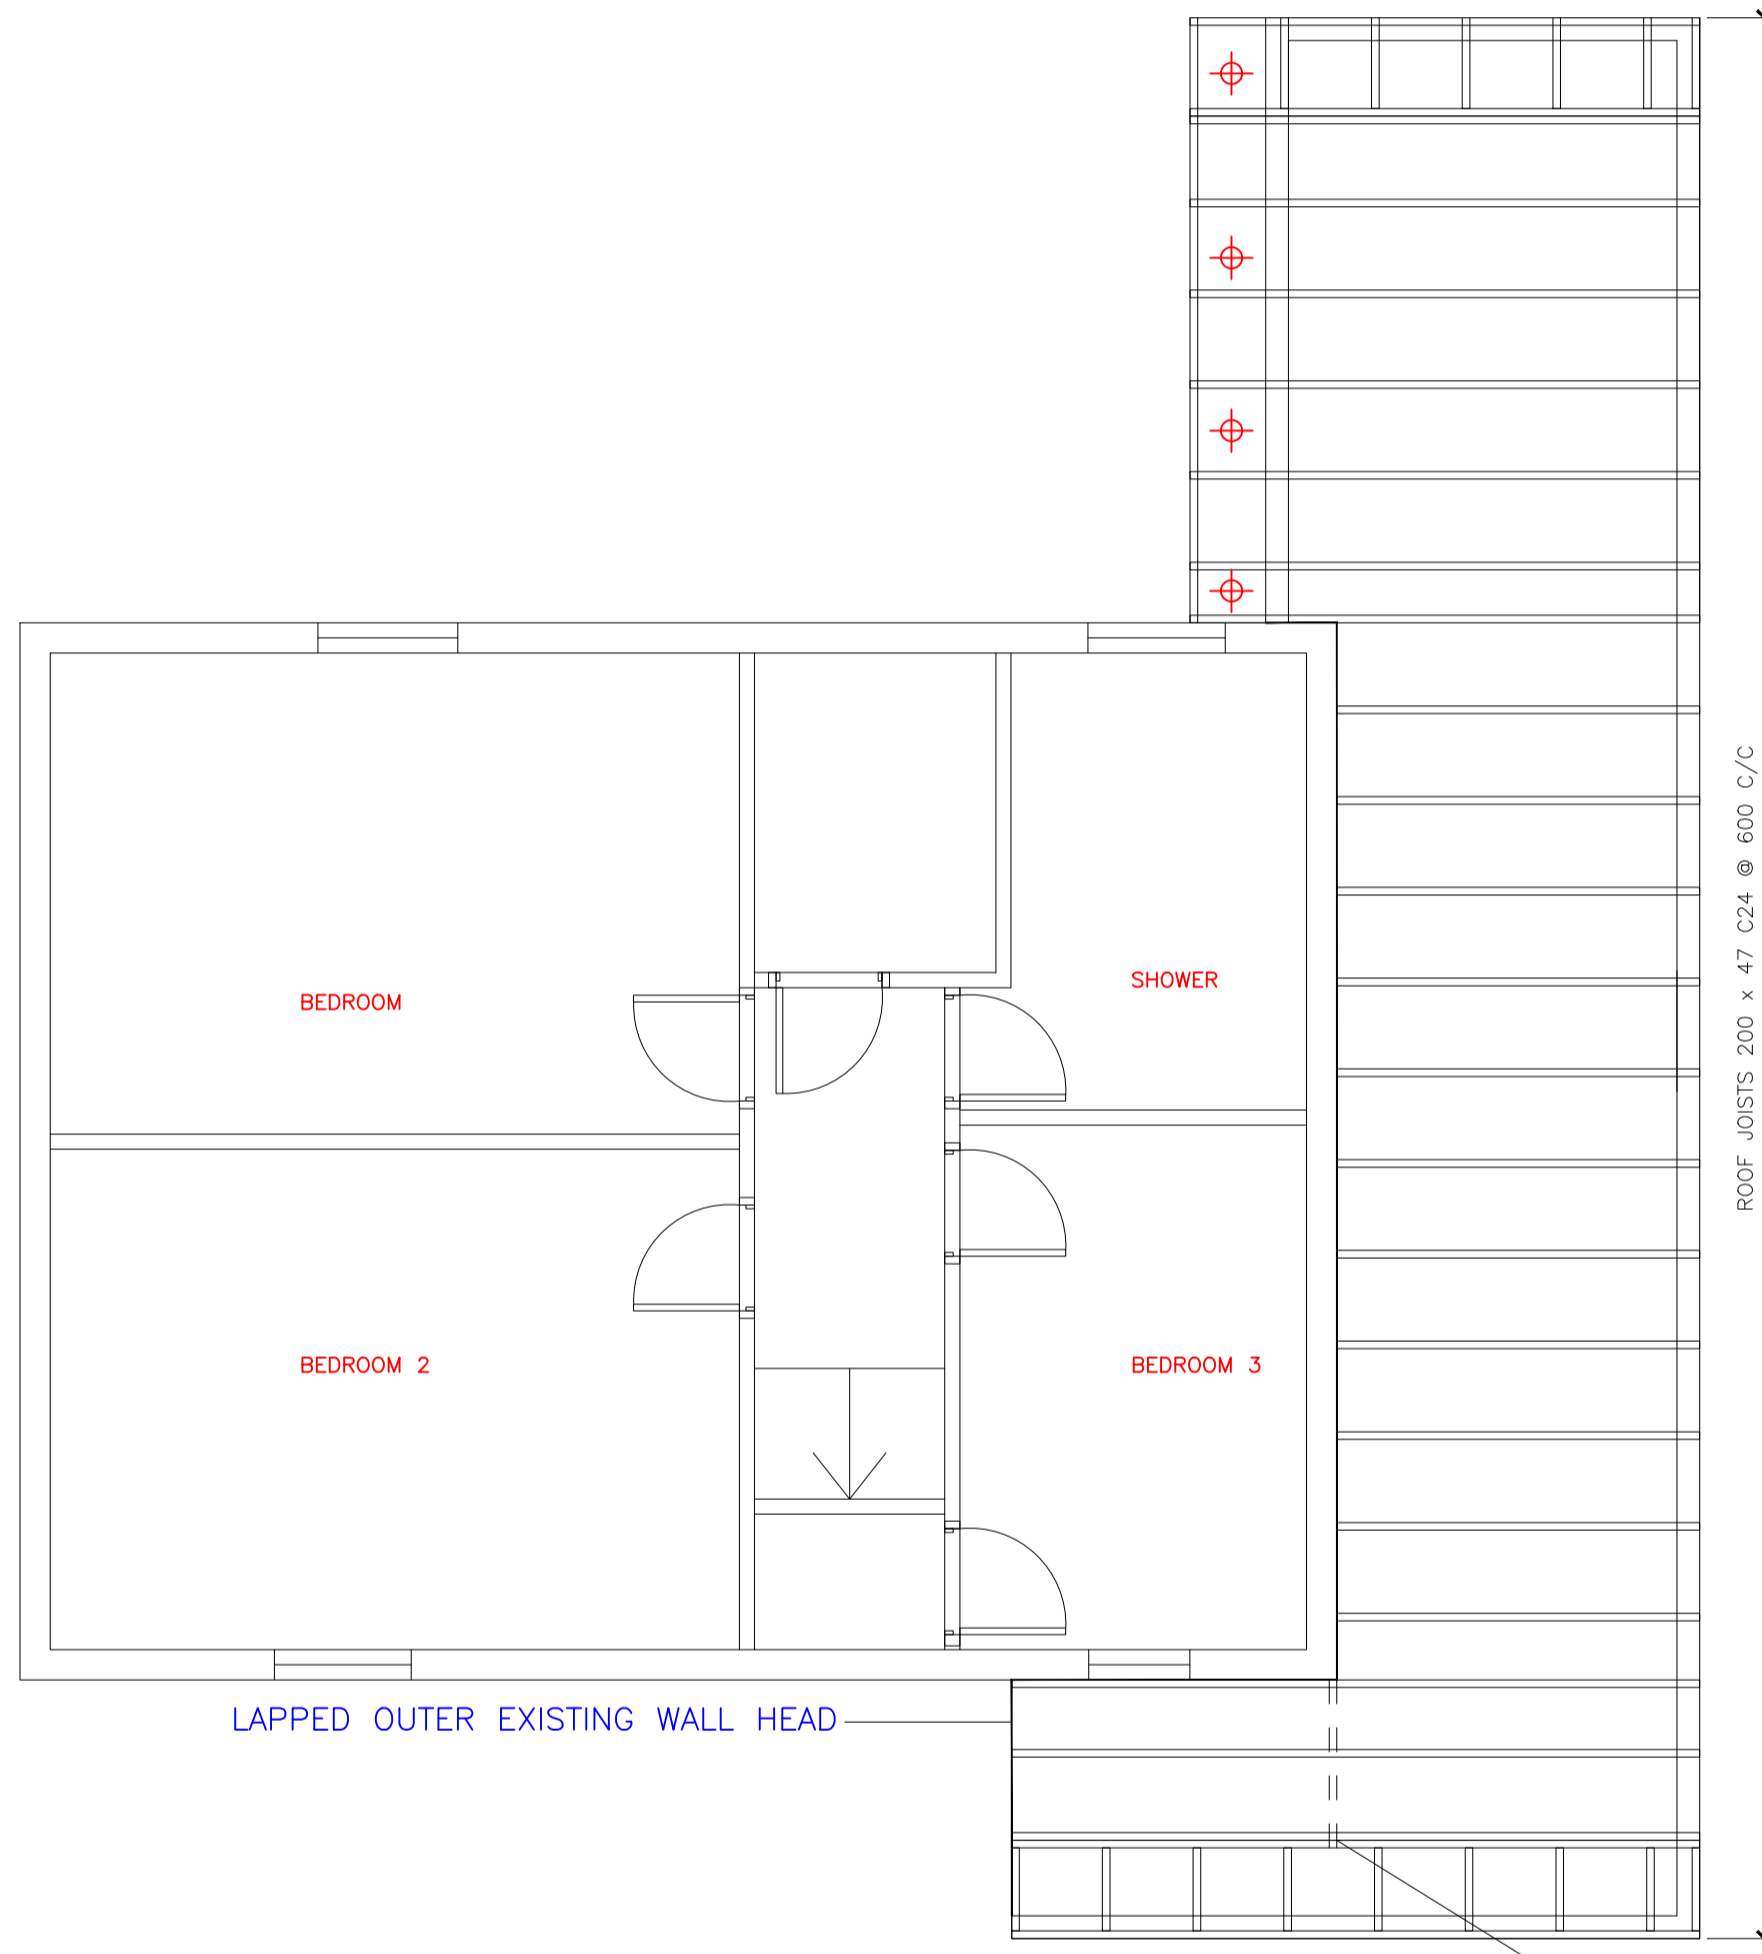 BEDROOM
SHOWER
ROOF JOISTS 200 x 47 C24 @ 600 C/C
BEDROOM 2
BEDROOM 3
LAPPED OUTER EXISTING WALL HEAD